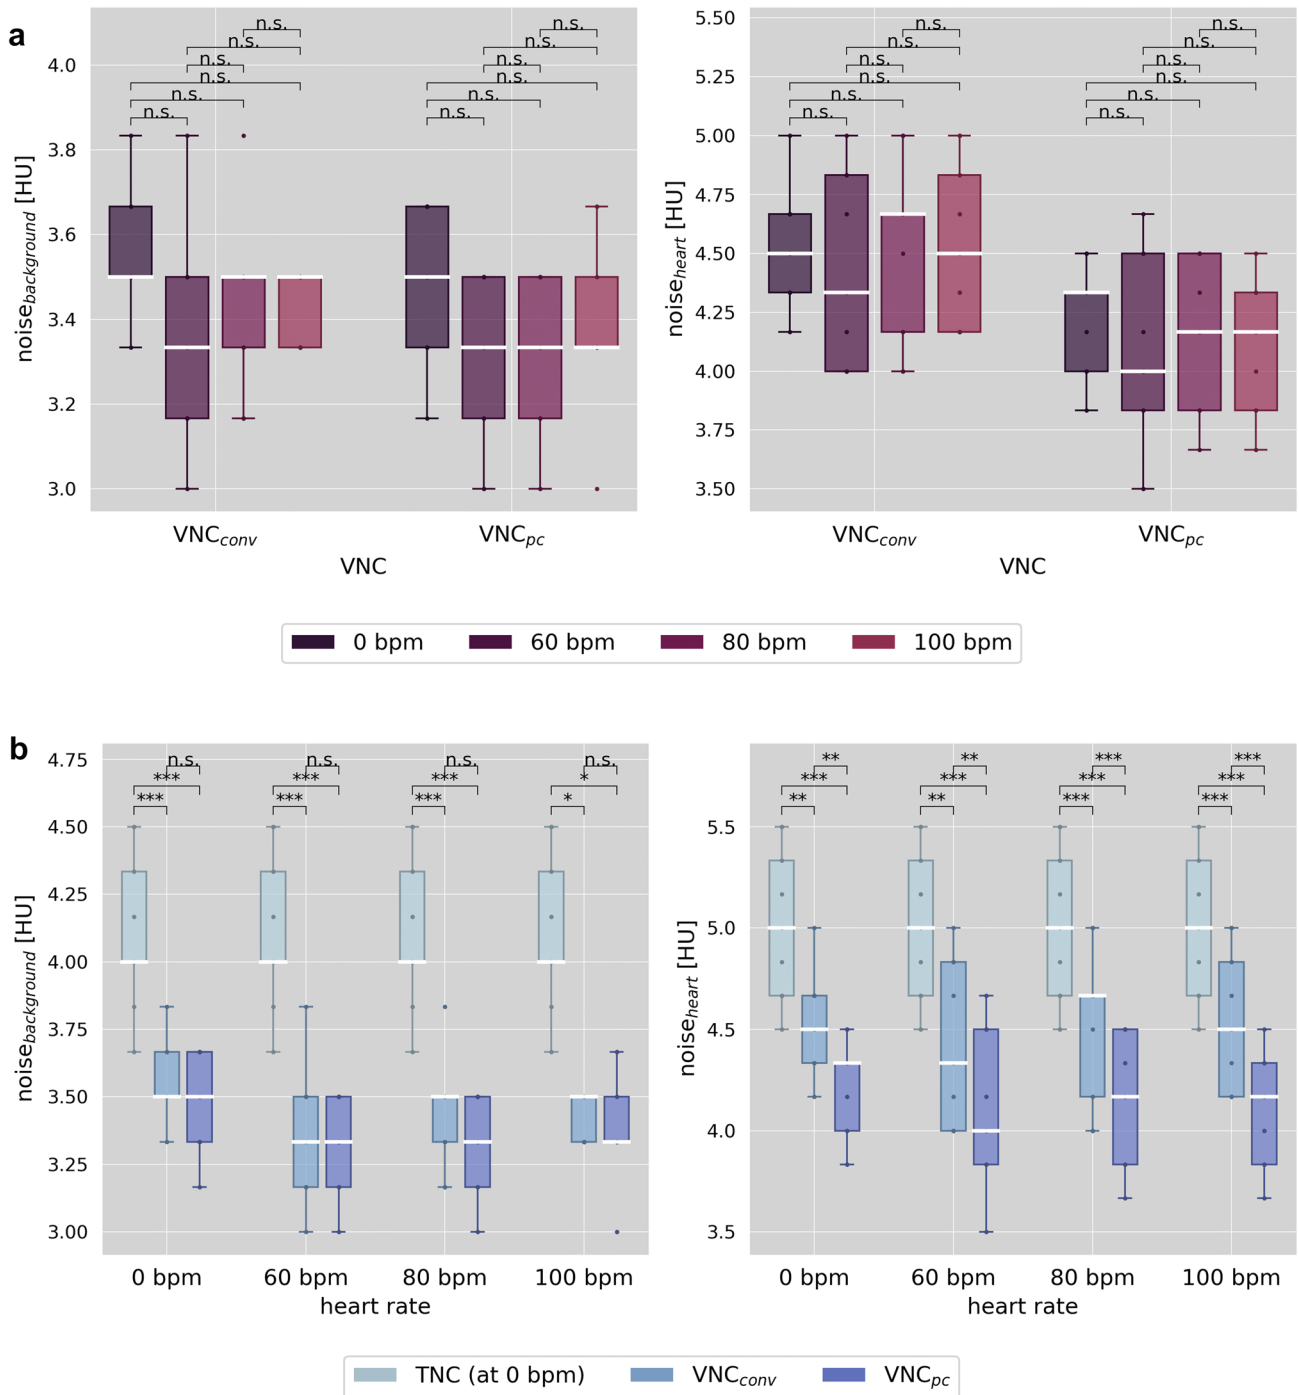 a
n.s.
n.s.
n.s.
n.s.
n.s.
n.s.
n.s.
n.s.
n.s.
n.s.
n.s.
n.s.
4.0
3.8
3.6
3.4
3.2
3.0
noise_background [HU]
VNC_conv VNC_pc
VNC
n.s.
n.s.
n.s.
n.s.
n.s.
n.s.
n.s.
n.s.
n.s.
n.s.
n.s.
n.s.
5.50
5.25
5.00
4.75
4.50
4.25
4.00
3.75
3.50
noise_heart [HU]
VNC_conv VNC_pc
VNC
0 bpm 60 bpm 80 bpm 100 bpm
b
n.s. n.s. n.s. n.s.
*** *** *** *
*** *** *** *
4.75
4.50
4.25
4.00
3.75
3.50
3.25
3.00
noise_background [HU]
0 bpm 60 bpm 80 bpm 100 bpm
heart rate
** ** *** ***
*** *** *** ***
** ** *** ***
5.5
5.0
4.5
4.0
3.5
noise_heart [HU]
0 bpm 60 bpm 80 bpm 100 bpm
heart rate
TNC (at 0 bpm) VNC_conv VNC_pc